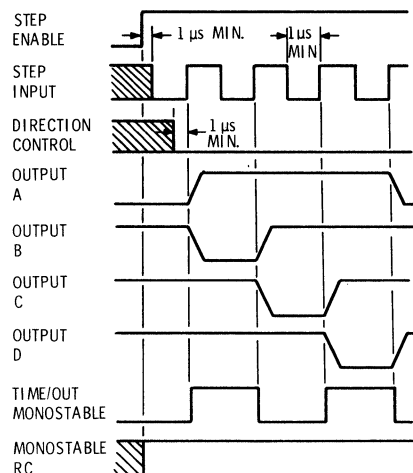 STEP
ENABLE
1 μs MIN.
STEP
INPUT
1μs
MIN
DIRECTION
CONTROL
1 μs
MIN.
OUTPUT
A
OUTPUT
B
OUTPUT
C
OUTPUT
D
TIME/OUT
MONOSTABLE
MONOSTABLE
RC